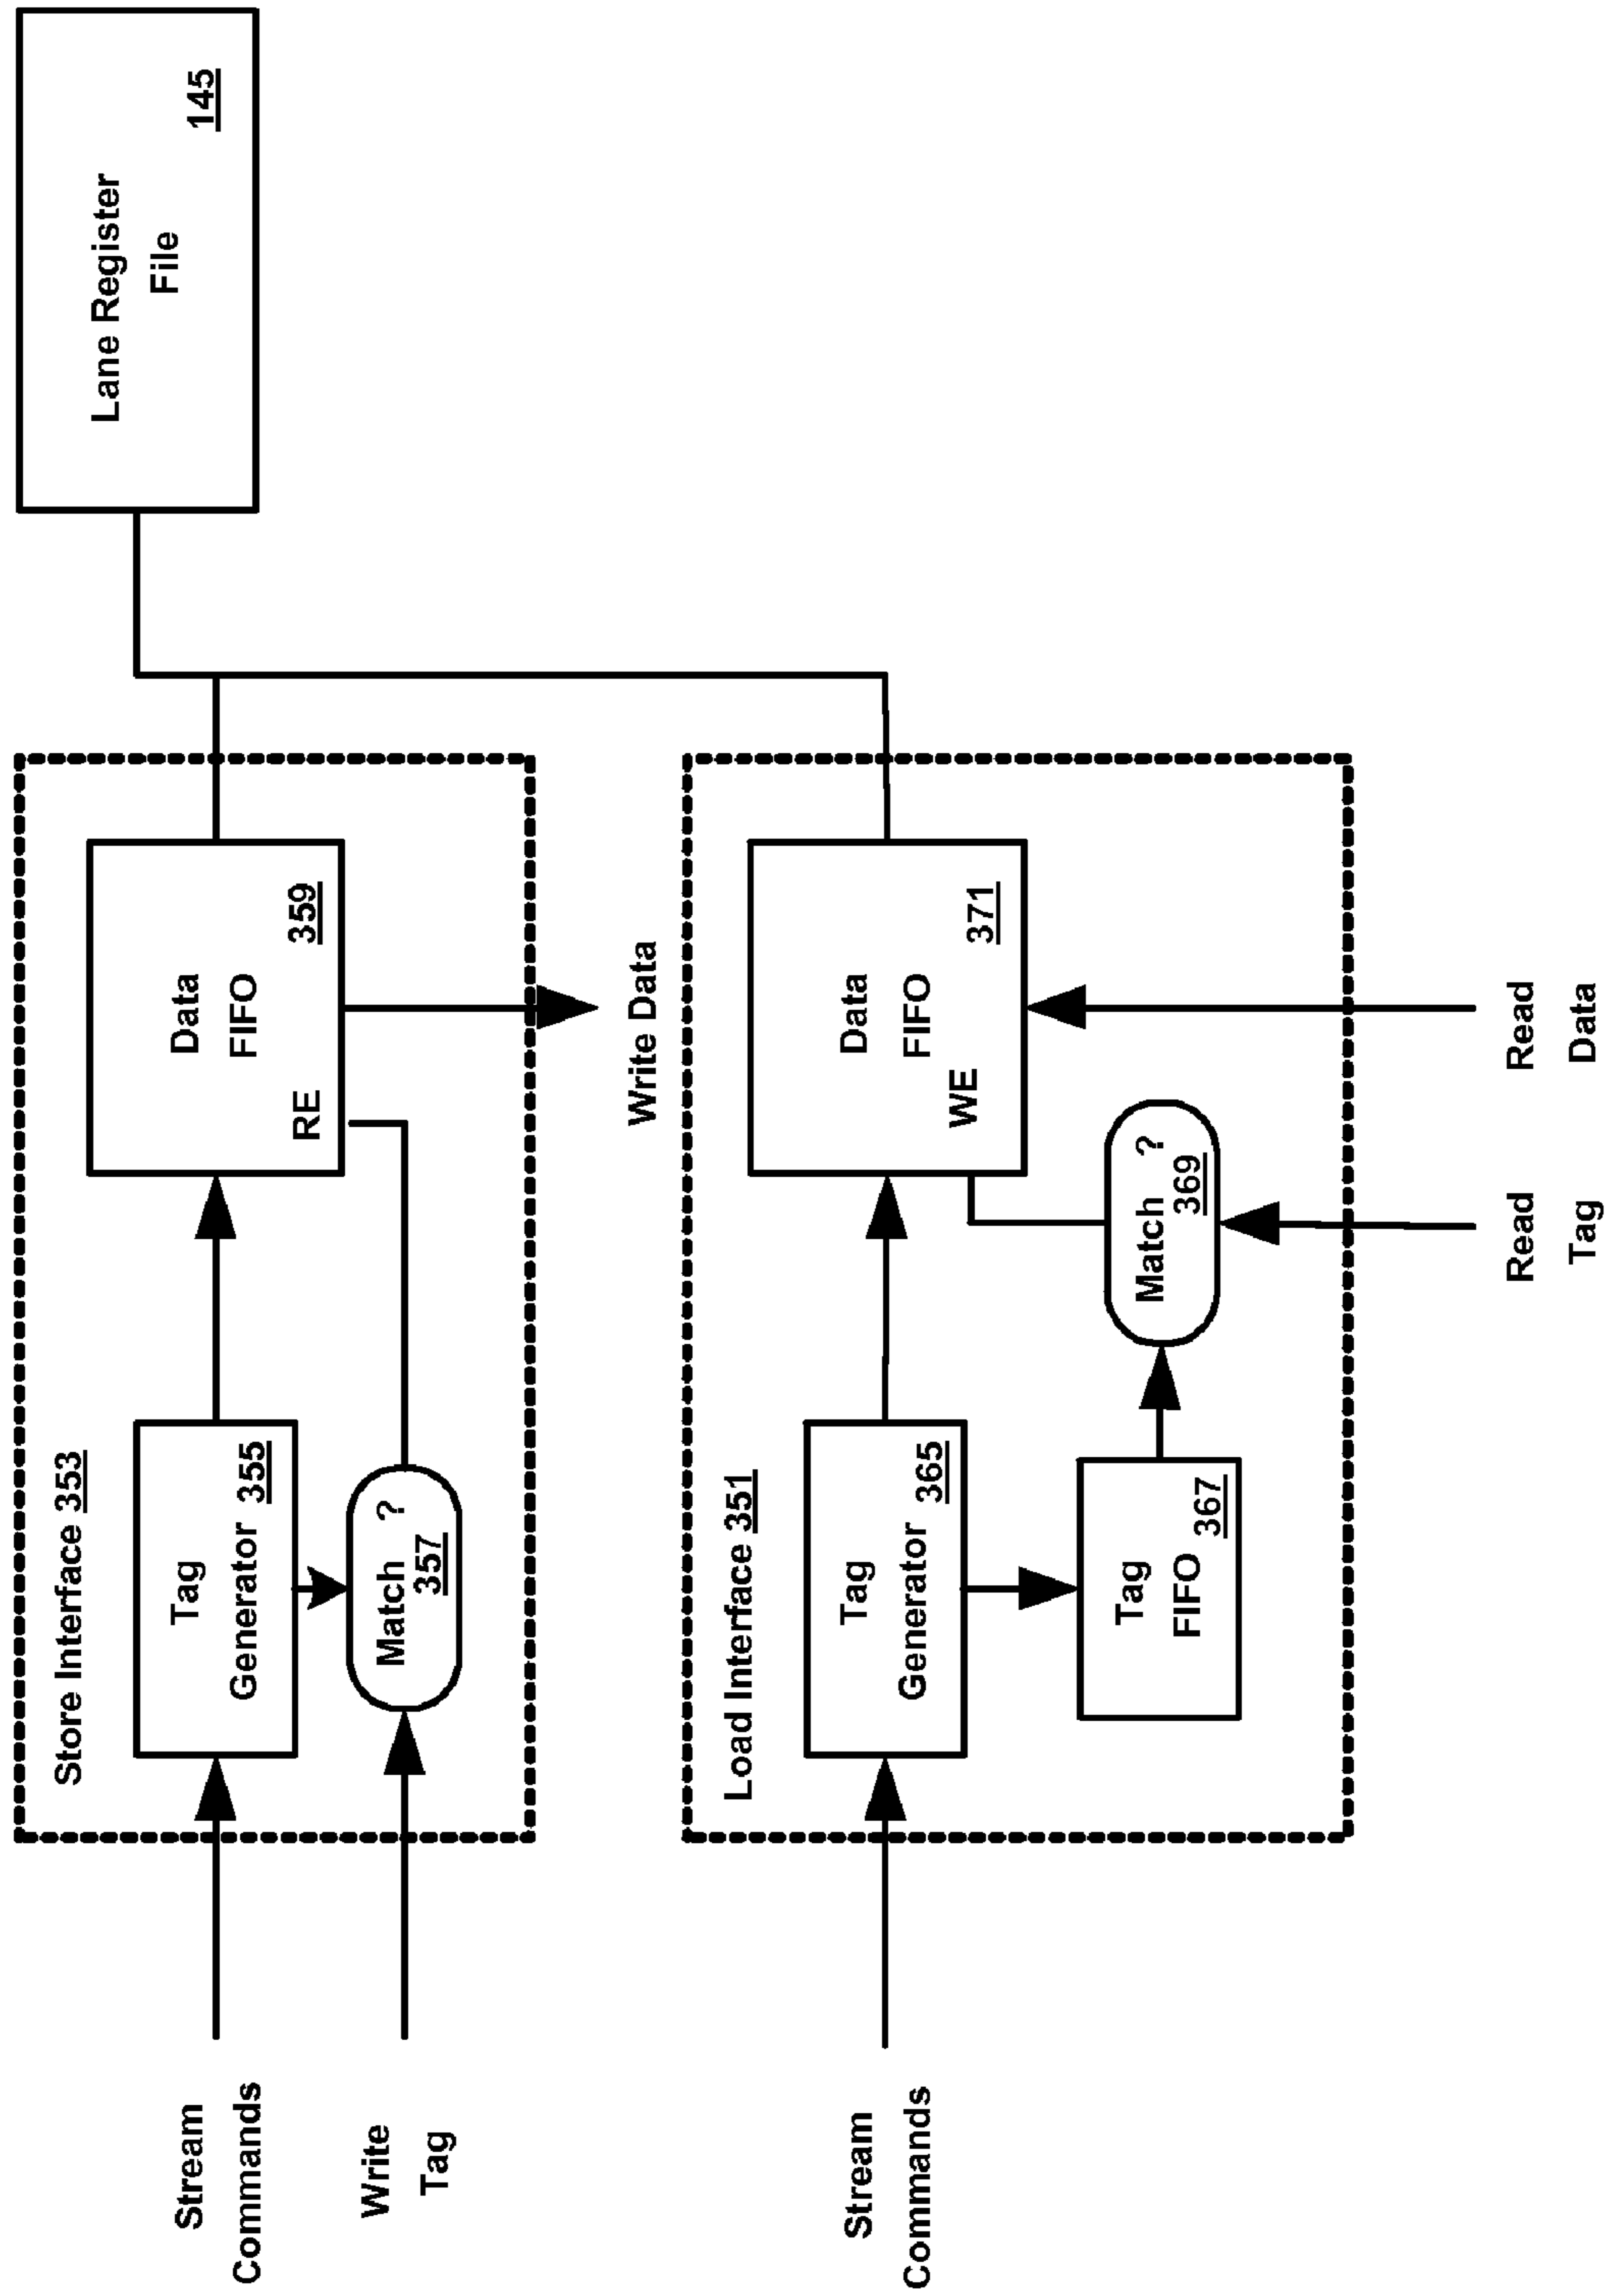 Lane Register
File
145
Store Interface 353
Tag
Generator 355
Data
FIFO
359
RE
Match ?
357
Stream
Commands
Write
Tag
Write Data
Load Interface 351
Tag
Generator 365
Data
FIFO
371
WE
Match ?
369
Tag
FIFO 367
Stream
Commands
Read
Tag
Read
Data